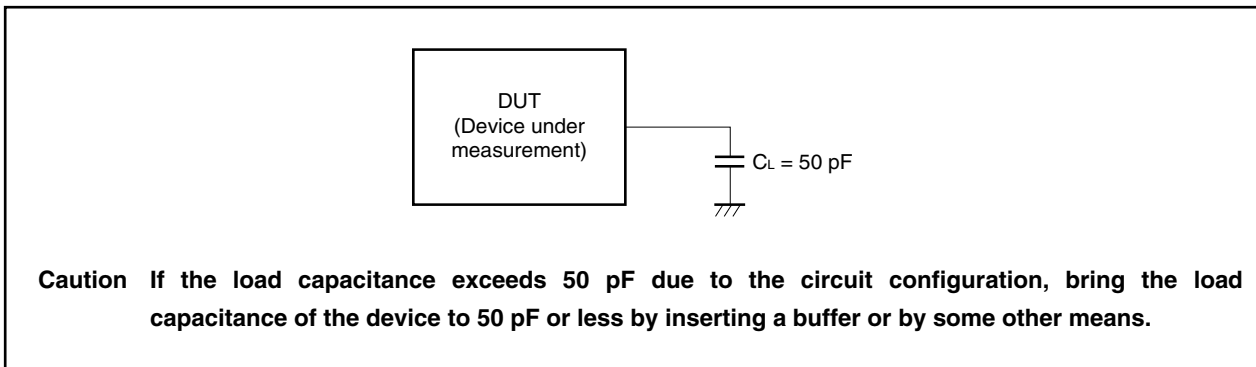 DUT
(Device under
measurement)
CL = 50 pF
Caution If the load capacitance exceeds 50 pF due to the circuit configuration, bring the load
capacitance of the device to 50 pF or less by inserting a buffer or by some other means.